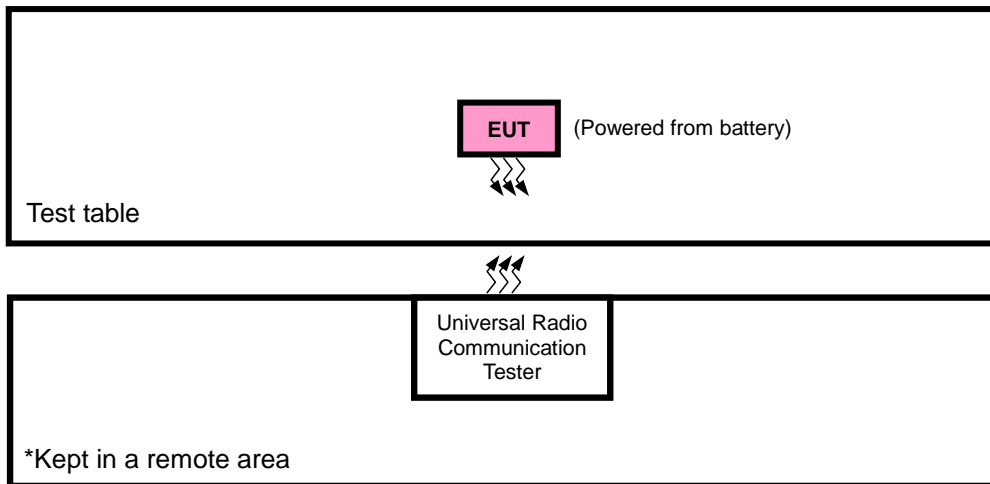 EUT
(Powered from battery)
Test table
Universal Radio
Communication
Tester
*Kept in a remote area